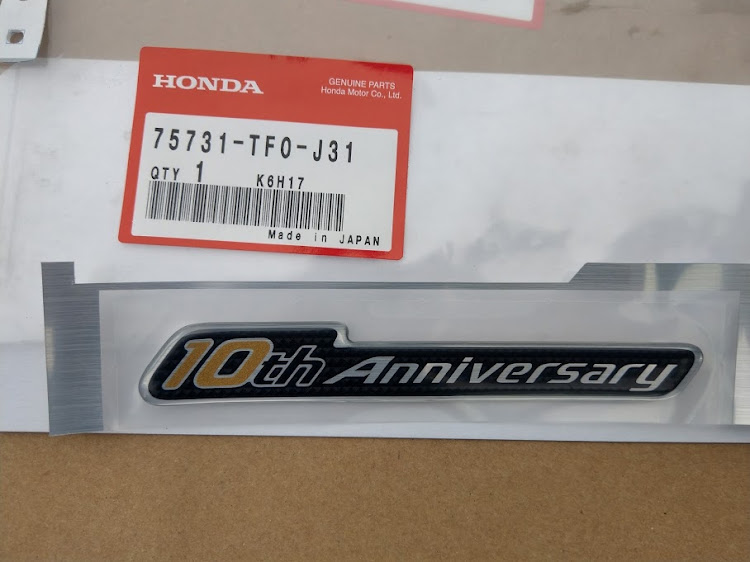 HONDA
GENUINE PARTS
Honda Motor Co., Ltd.
75731-TF0-J31
QTY 1 K6H17
Made in JAPAN
10th Anniversary